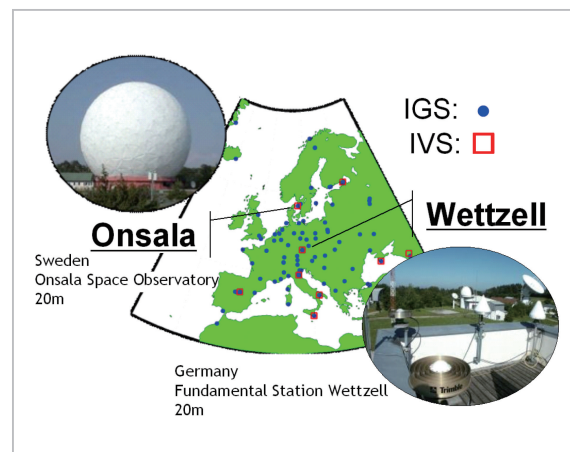 IGS:
IVS:
Onsala
Wettzell
Sweden
Onsala Space Observatory
20m
Germany
Fundamental Station Wettzell
20m
Trimble